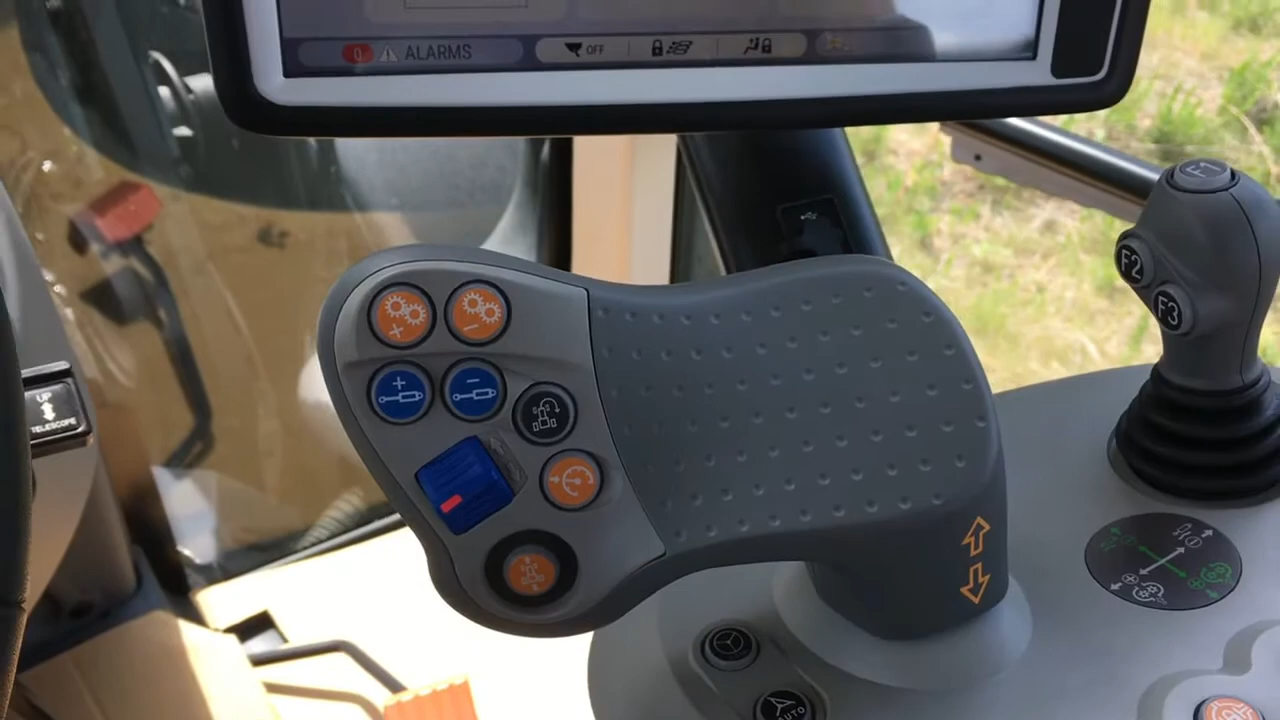 0 ALARMS
OFF
F1
F2
F3
UP
TELESCOPE
+
−
+
−
AUTO